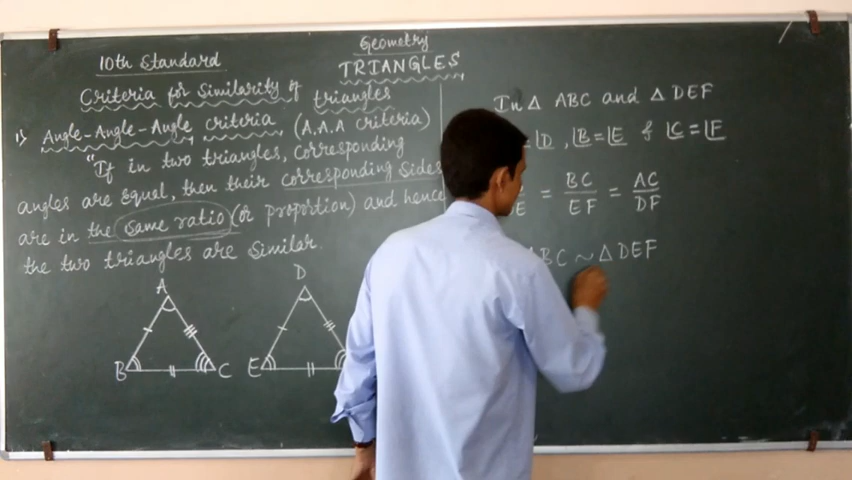 10th Standard
Geometry
TRIANGLES
Criteria for Similarity of triangles
1) Angle-Angle-Angle criteria (A.A.A criteria)
"If in two triangles, corresponding
angles are equal, then their corresponding Sides
are in the same ratio (or proportion) and hence
the two triangles are Similar.
A
B
C
D
E
In Δ ABC and Δ DEF
= ∠D , ∠B = ∠E & ∠C = ∠F
E = BC/EF = AC/DF
ABC ~ Δ DEF